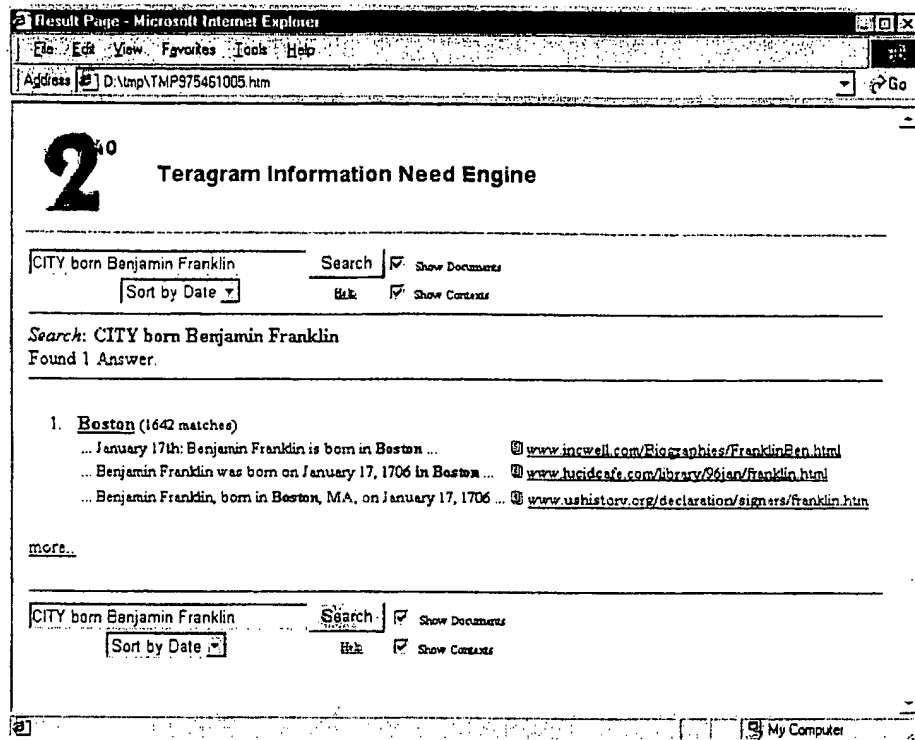 Result Page - Microsoft Internet Explorer
File Edit View Favorites Tools Help
Address D:\tmp\TMP975461005.htm Go
2 40
Teragram Information Need Engine
CITY born Benjamin Franklin Search Show Documents
Sort by Date Help Show Contexts
Search: CITY born Benjamin Franklin
Found 1 Answer.
1. Boston (1642 matches)
... January 17th: Benjamin Franklin is born in Boston ... www.incwell.com/Biographies/FranklinBen.html
... Benjamin Franklin was born on January 17, 1706 in Boston ... www.lucidcafe.com/library/96jan/franklin.html
... Benjamin Franklin, born in Boston, MA, on January 17, 1706 ... www.ushistory.org/declaration/signers/franklin.htm
more..
CITY born Benjamin Franklin Search Show Documents
Sort by Date Help Show Contexts
My Computer